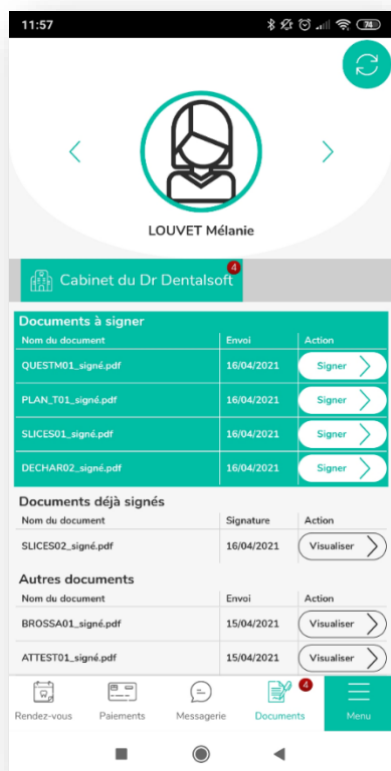 11:57
74
LOUVET Mélanie
Cabinet du Dr Dentalsoft
4
Documents à signer
Nom du document Envoi Action
QUESTM01_signé.pdf 16/04/2021 Signer
PLAN_T01_signé.pdf 16/04/2021 Signer
SLICES01_signé.pdf 16/04/2021 Signer
DECHAR02_signé.pdf 16/04/2021 Signer
Documents déjà signés
Nom du document Signature Action
SLICES02_signé.pdf 16/04/2021 Visualiser
Autres documents
Nom du document Envoi Action
BROSSA01_signé.pdf 15/04/2021 Visualiser
ATTEST01_signé.pdf 15/04/2021 Visualiser
4
Rendez-vous Paiements Messagerie Documents Menu